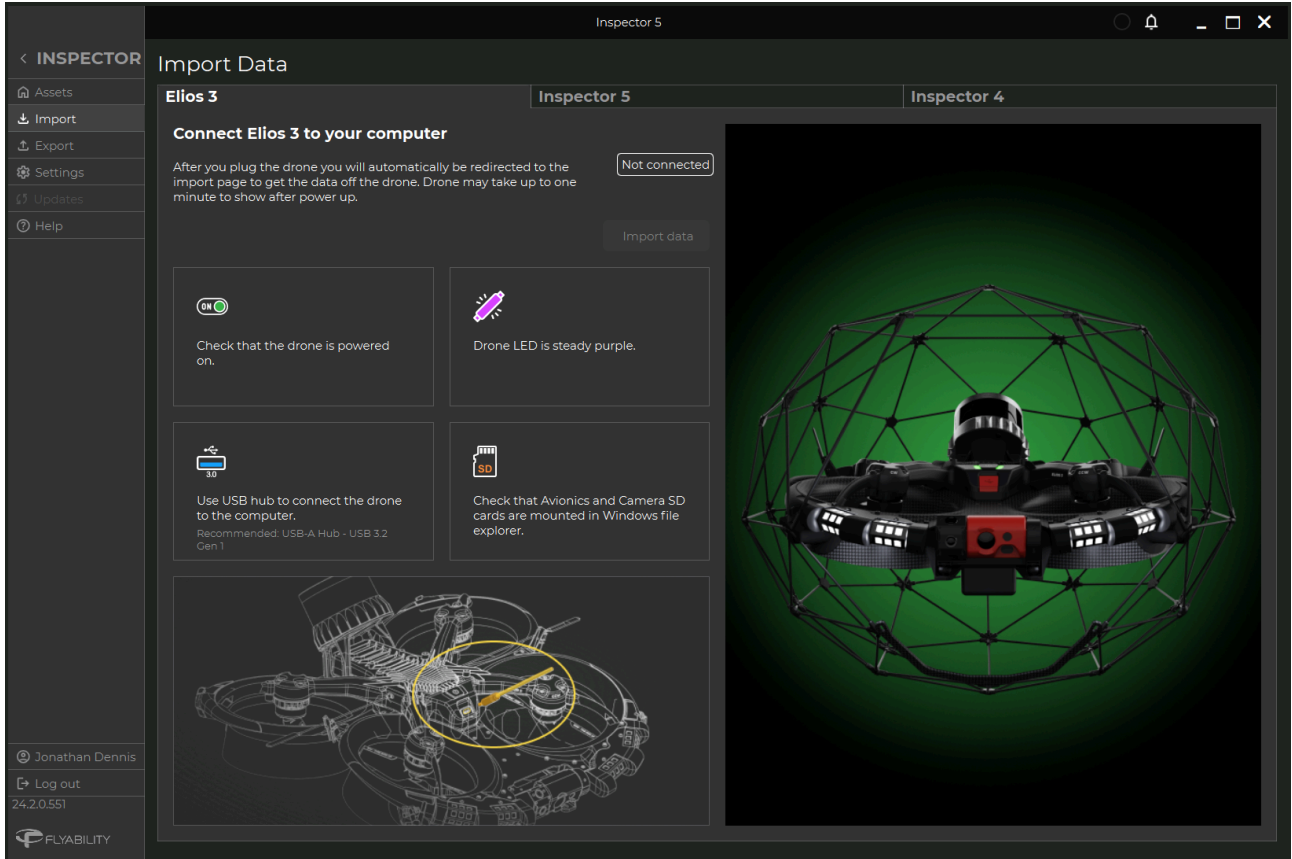 Inspector 5
INSPECTOR
Assets
Import
Export
Settings
Updates
Help
Jonathan Dennis
Log out
24.2.0.551
FLYABILITY
Import Data
Elios 3
Inspector 5
Inspector 4
Connect Elios 3 to your computer
After you plug the drone you will automatically be redirected to the
import page to get the data off the drone. Drone may take up to one
minute to show after power up.
Not connected
Import data
ON
Check that the drone is powered
on.
Drone LED is steady purple.
3.0
Use USB hub to connect the drone
to the computer.
Recommended: USB-A Hub - USB 3.2
Gen 1
SD
Check that Avionics and Camera SD
cards are mounted in Windows file
explorer.